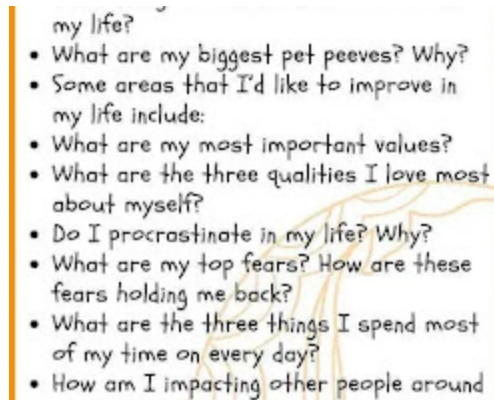 my life?
• What are my biggest pet peeves? Why?
• Some areas that I'd like to improve in
my life include:
• What are my most important values?
• What are the three qualities I love most
about myself?
• Do I procrastinate in my life? Why?
• What are my top fears? How are these
fears holding me back?
• What are the three things I spend most
of my time on every day?
• How am I impacting other people around